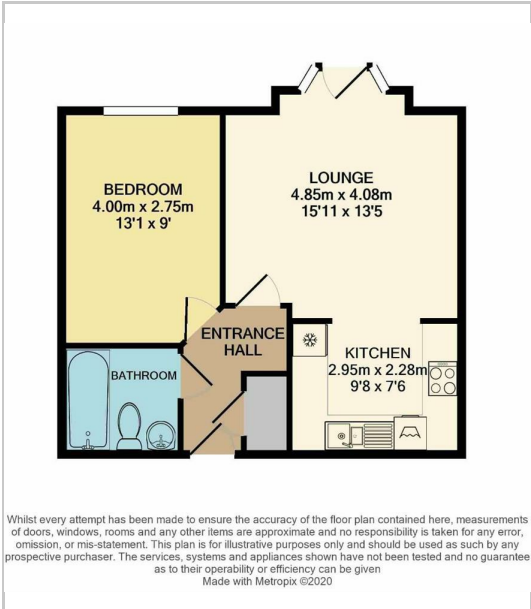 LOUNGE
4.85m x 4.08m
15'11 x 13'5
BEDROOM
4.00m x 2.75m
13'1 x 9'
ENTRANCE
HALL
KITCHEN
2.95m x 2.28m
9'8 x 7'6
BATHROOM
Whilst every attempt has been made to ensure the accuracy of the floor plan contained here, measurements
of doors, windows, rooms and any other items are approximate and no responsibility is taken for any error,
omission, or mis-statement. This plan is for illustrative purposes only and should be used as such by any
prospective purchaser. The services, systems and appliances shown have not been tested and no guarantee
as to their operability or efficiency can be given
Made with Metropix ©2020